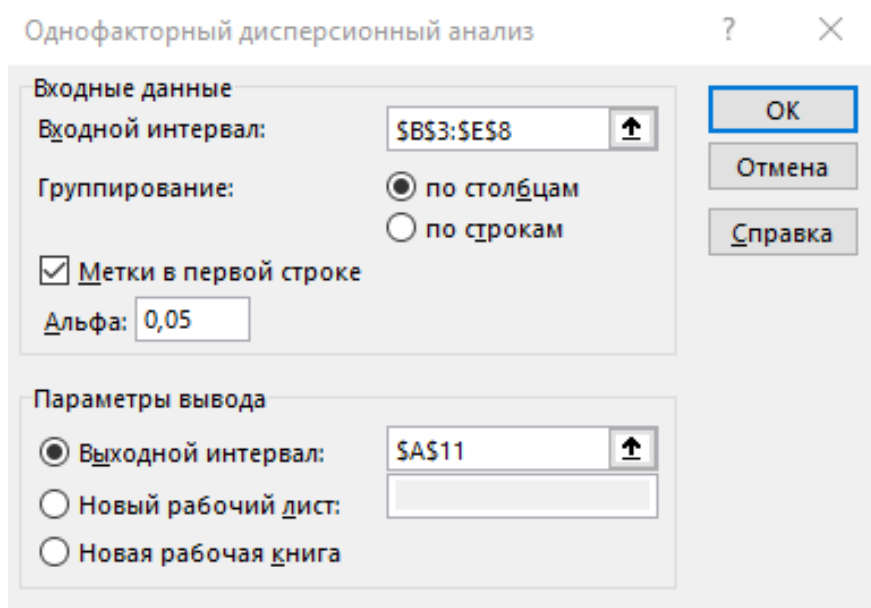 Однофакторный дисперсионный анализ ?
Входные данные
Входной интервал: $B$3:$E$8
Группирование: по столбцам
по строкам
Метки в первой строке
Альфа: 0,05
ОК
Отмена
Справка
Параметры вывода
Выходной интервал: $A$11
Новый рабочий лист:
Новая рабочая книга